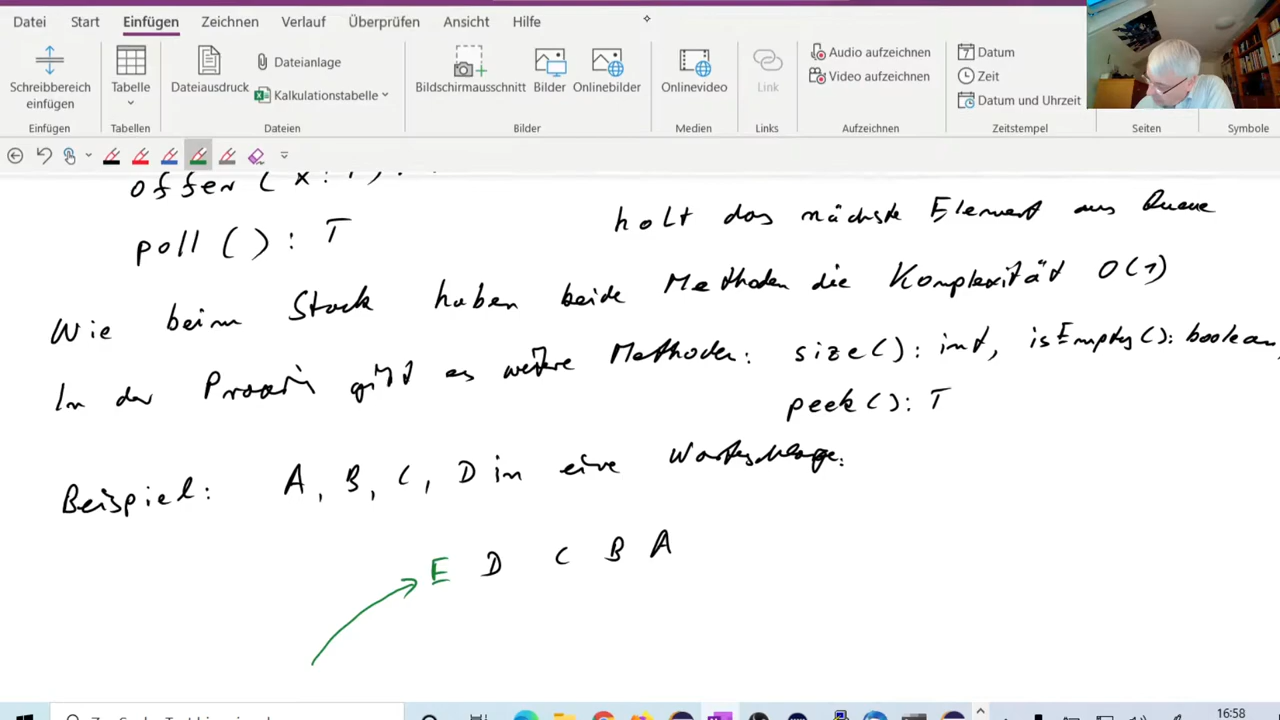 Datei Start Einfügen Zeichnen Verlauf Überprüfen Ansicht Hilfe
Schreibbereich einfügen
Tabelle
Dateiausdruck
Dateianlage
Kalkulationstabelle
Bildschirmausschnitt
Bilder
Onlinebilder
Onlinevideo
Link
Audio aufzeichnen
Video aufzeichnen
Datum
Zeit
Datum und Uhrzeit
Einfügen Tabellen Dateien Bilder Medien Links Aufzeichnen Zeitstempel Seiten Symbole
offer (x: T):
poll (): T holt das nächste Element aus Queue
Wie beim Stack haben beide Methoden die Komplexität O(1)
In der Praxis gibt es weitere Methoden: size(): int, isEmpty(): boolean,
peek(): T
Beispiel: A, B, C, D in eine Warteschlange:
E D C B A
16:58